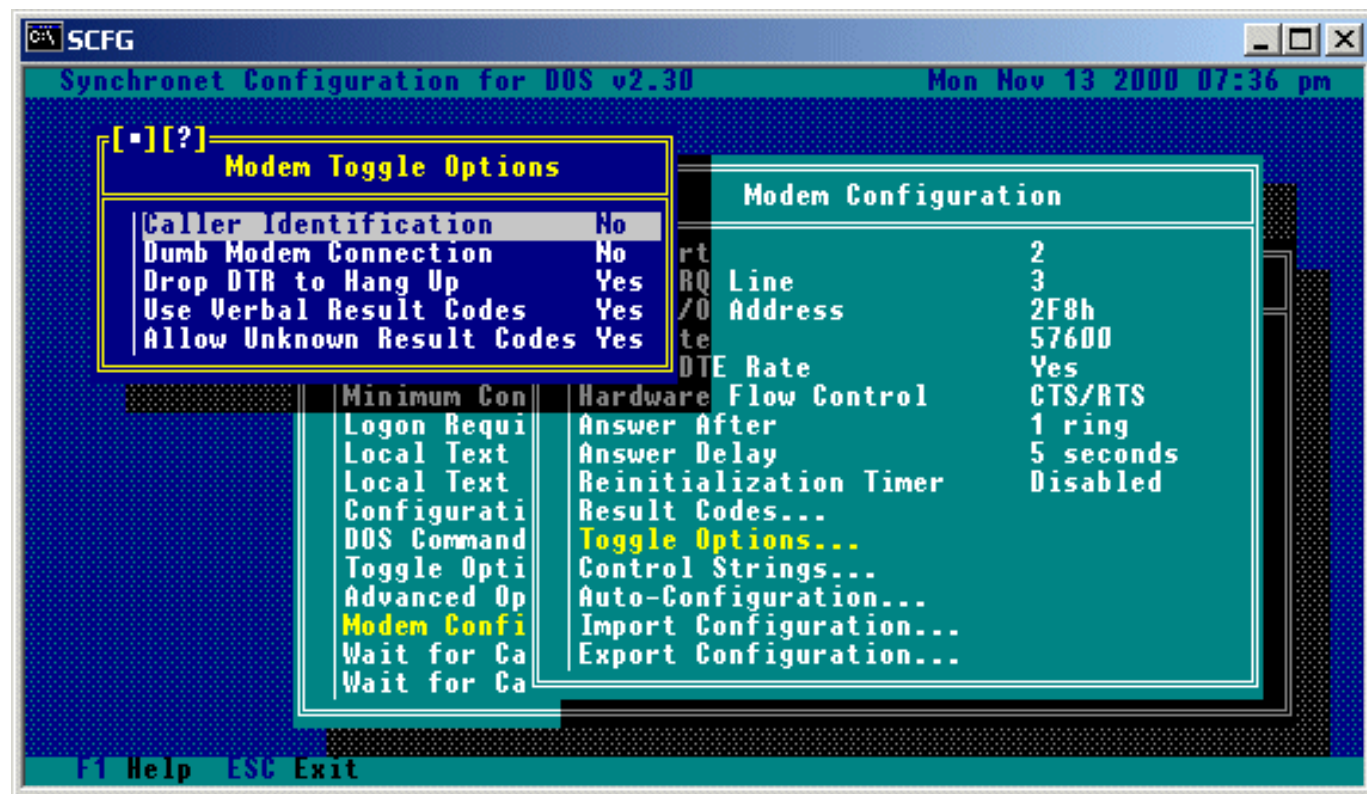 SCFG
Synchronet Configuration for DOS v2.30 Mon Nov 13 2000 07:36 pm
[▪][?]
Modem Toggle Options
Caller Identification No
Dumb Modem Connection No
Drop DTR to Hang Up Yes
Use Verbal Result Codes Yes
Allow Unknown Result Codes Yes
Modem Configuration
rt 2
RQ Line 3
/O Address 2F8h
te 57600
DTE Rate Yes
Hardware Flow Control CTS/RTS
Answer After 1 ring
Answer Delay 5 seconds
Reinitialization Timer Disabled
Result Codes...
Toggle Options...
Control Strings...
Auto-Configuration...
Import Configuration...
Export Configuration...
Minimum Con
Logon Requi
Local Text
Local Text
Configurati
DOS Command
Toggle Opti
Advanced Op
Modem Confi
Wait for Ca
Wait for Ca
F1 Help ESC Exit